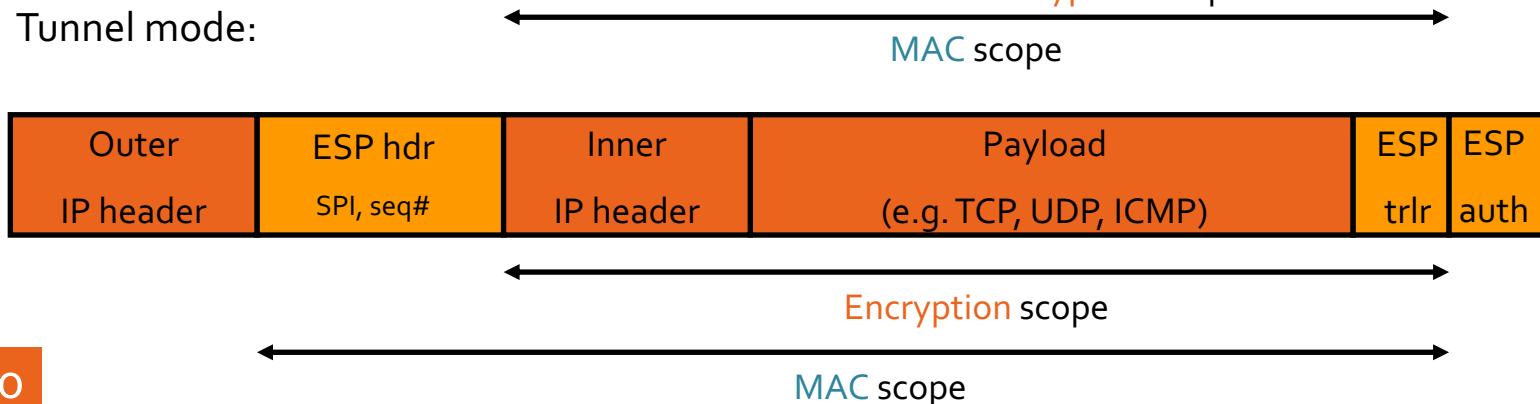 Tunnel mode:
MAC scope
Outer
IP header
ESP hdr
SPI, seq#
Inner
IP header
Payload
(e.g. TCP, UDP, ICMP)
ESP
trlr
ESP
auth
Encryption scope
MAC scope